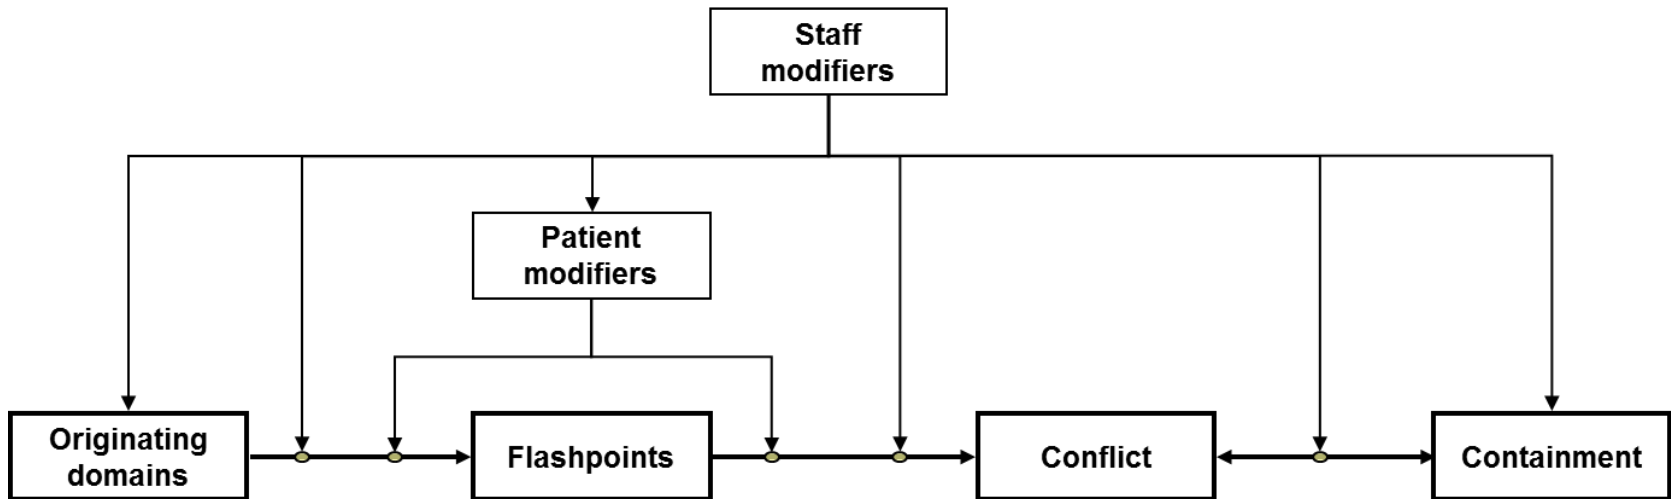 Staff
modifiers
Patient
modifiers
Originating
domains
Flashpoints
Conflict
Containment